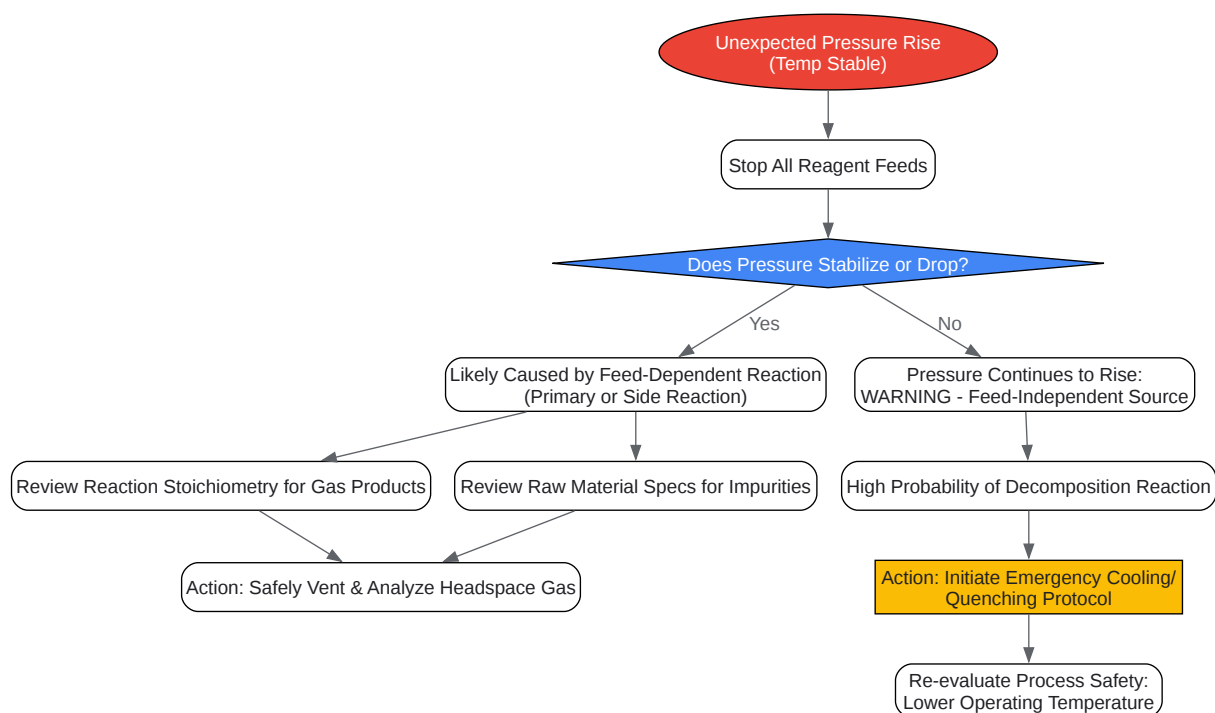 Unexpected Pressure Rise
(Temp Stable)
Stop All Reagent Feeds
Does Pressure Stabilize or Drop?
Yes
No
Likely Caused by Feed-Dependent Reaction
(Primary or Side Reaction)
Pressure Continues to Rise:
WARNING - Feed-Independent Source
Review Reaction Stoichiometry for Gas Products
Review Raw Material Specs for Impurities
High Probability of Decomposition Reaction
Action: Safely Vent & Analyze Headspace Gas
Action: Initiate Emergency Cooling/
Quenching Protocol
Re-evaluate Process Safety:
Lower Operating Temperature